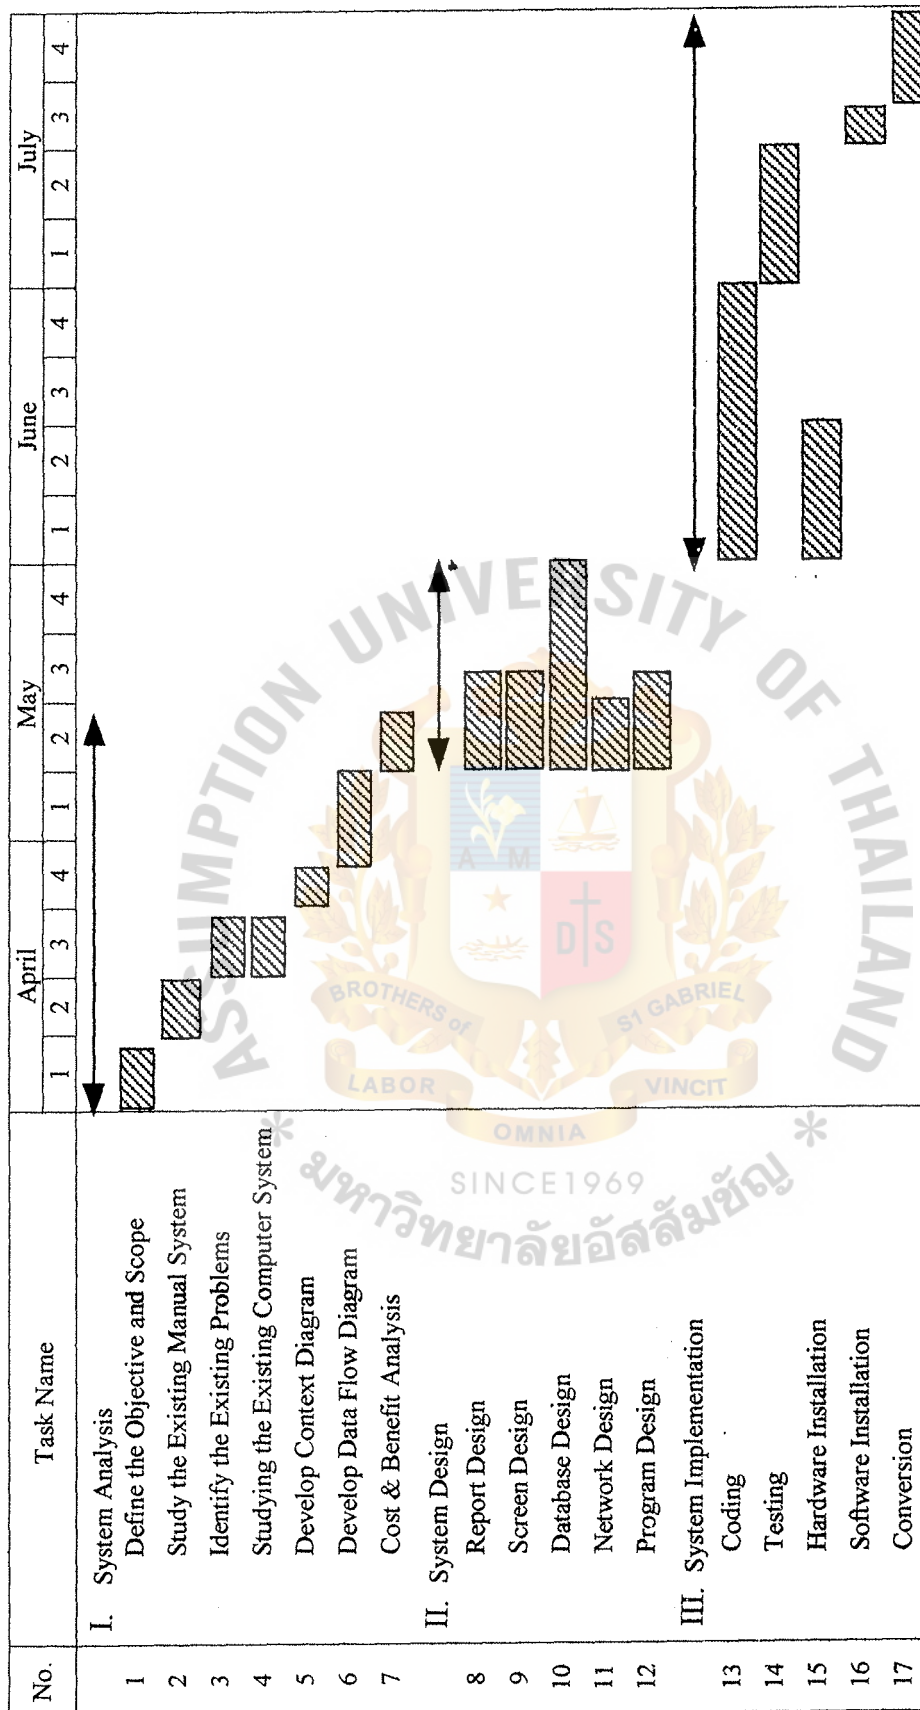 No. Task Name April May June July
1 2 3 4 1 2 3 4 1 2 3 4 1 2 3 4
I. System Analysis
1 Define the Objective and Scope
2 Study the Existing Manual System
3 Identify the Existing Problems
4 Studying the Existing Computer System
5 Develop Context Diagram
6 Develop Data Flow Diagram
7 Cost & Benefit Analysis
II. System Design
8 Report Design
9 Screen Design
10 Database Design
11 Network Design
12 Program Design
III. System Implementation
13 Coding
14 Testing
15 Hardware Installation
16 Software Installation
17 Conversion
ASSUMPTION UNIVERSITY OF THAILAND
A M
D S
BROTHERS of S1 GABRIEL
LABOR OMNIA VINCIT
SINCE1969
* มหาวิทยาลัยอัสสัมชัญ *